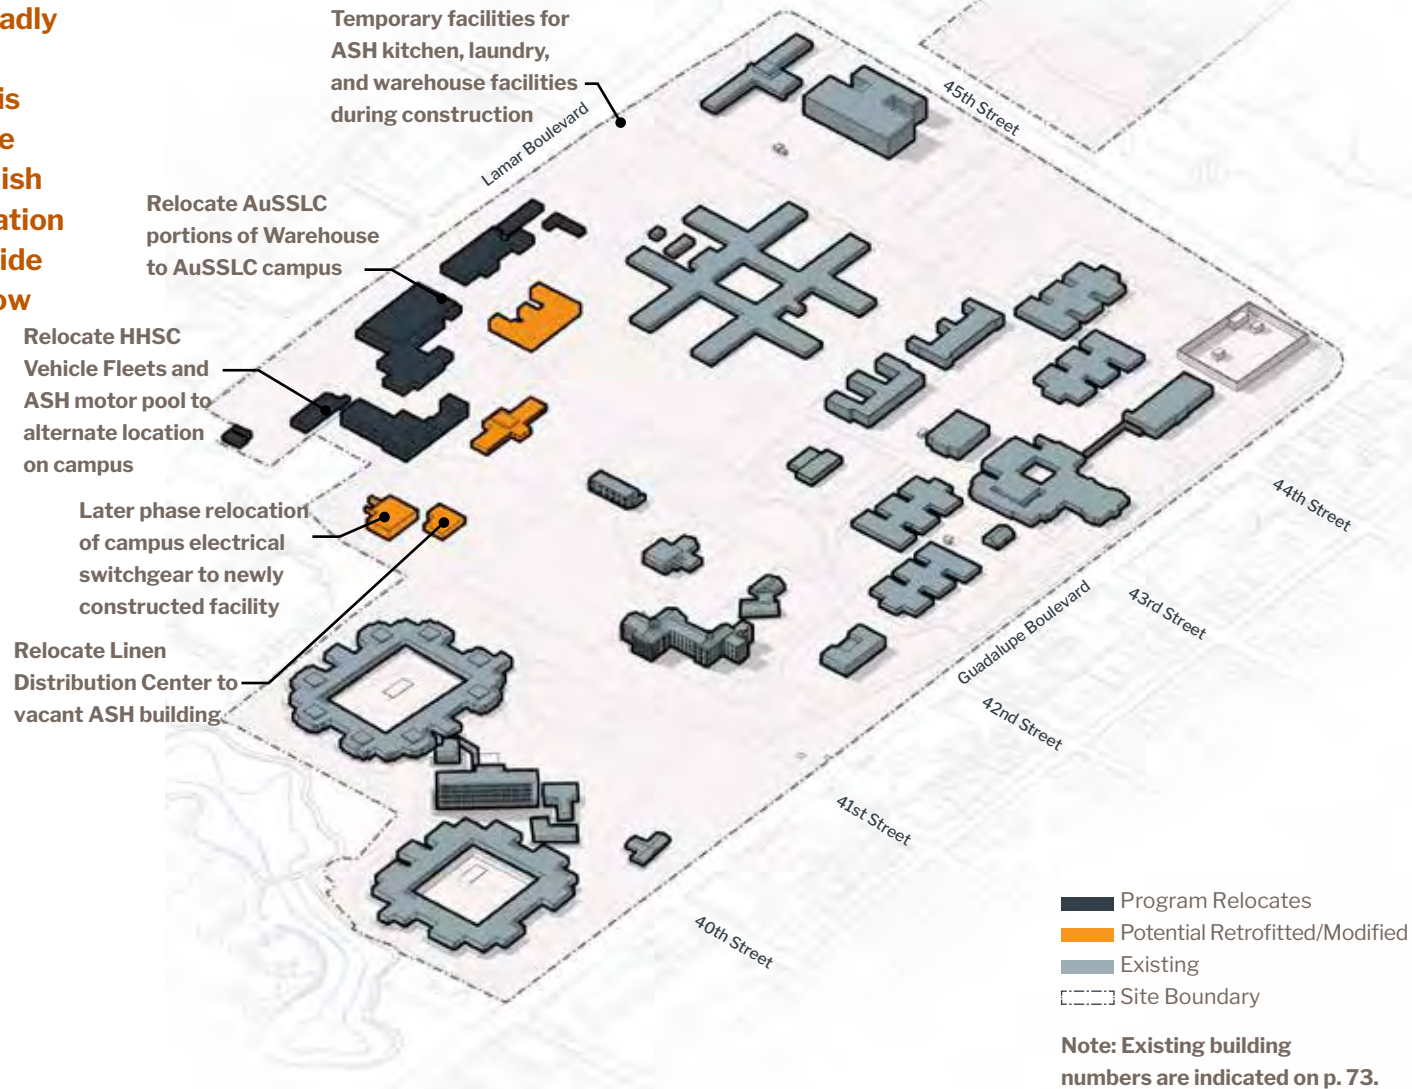 adly
is
e
ish
ation
ide
ow
Temporary facilities for
ASH kitchen, laundry,
and warehouse facilities
during construction
Lamar Boulevard
45th Street
Relocate AuSSLC
portions of Warehouse
to AuSSLC campus
Relocate HHSC
Vehicle Fleets and
ASH motor pool to
alternate location
on campus
Later phase relocation
of campus electrical
switchgear to newly
constructed facility
Relocate Linen
Distribution Center to
vacant ASH building
44th Street
43rd Street
Guadalupe Boulevard
42nd Street
41st Street
40th Street
Program Relocates
Potential Retrofitted/Modified
Existing
Site Boundary
Note: Existing building
numbers are indicated on p. 73.